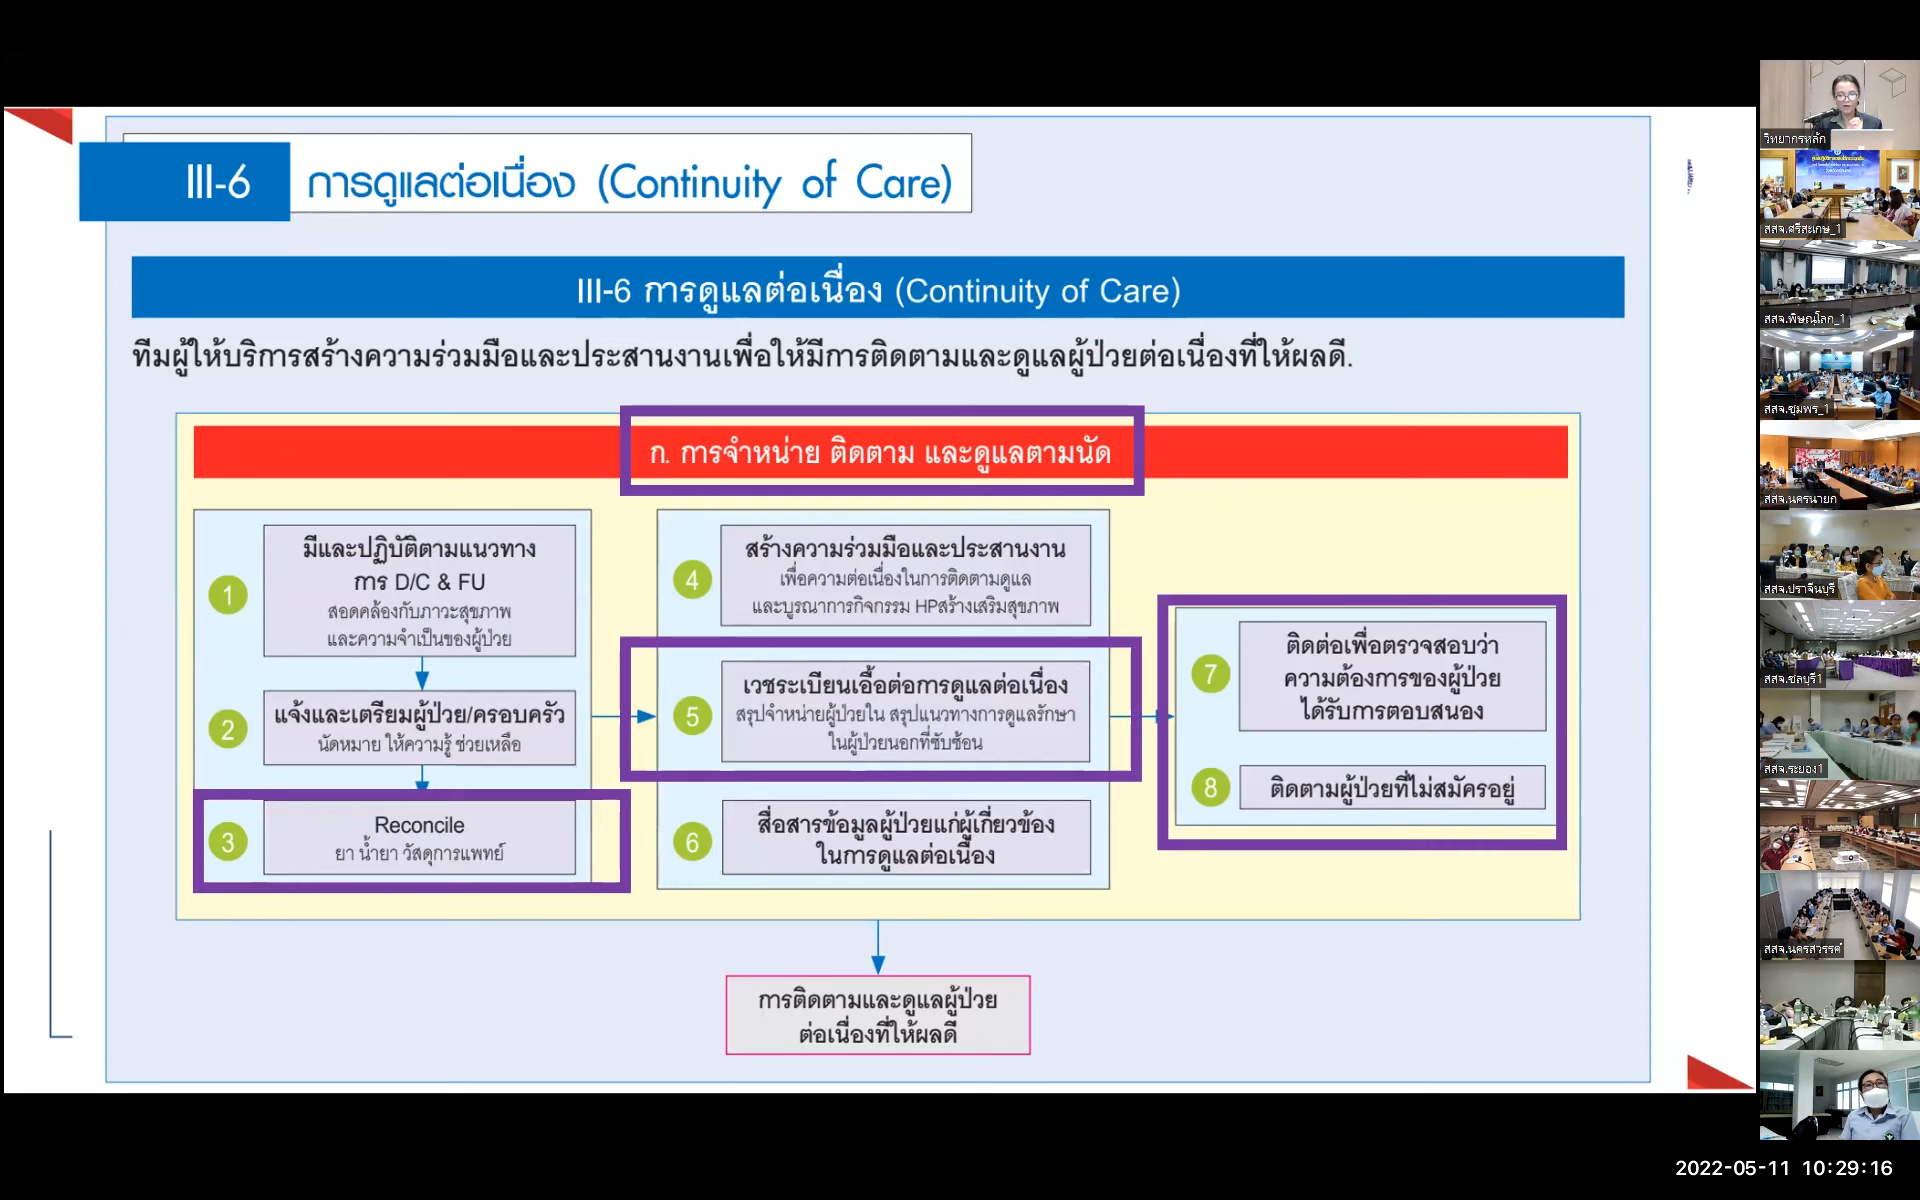 III-6 การดูแลต่อเนื่อง (Continuity of Care)
III-6 การดูแลต่อเนื่อง (Continuity of Care)
ทีมผู้ให้บริการสร้างความร่วมมือและประสานงานเพื่อให้มีการติดตามและดูแลผู้ป่วยต่อเนื่องที่ให้ผลดี.
ก. การจำหน่าย ติดตาม และดูแลตามนัด
1
มีและปฏิบัติตามแนวทาง
การ D/C & FU
สอดคล้องกับภาวะสุขภาพ
และความจำเป็นของผู้ป่วย
2
แจ้งและเตรียมผู้ป่วย/ครอบครัว
นัดหมาย ให้ความรู้ ช่วยเหลือ
3
Reconcile
ยา น้ำยา วัสดุการแพทย์
4
สร้างความร่วมมือและประสานงาน
เพื่อความต่อเนื่องในการติดตามดูแล
และบูรณาการกิจกรรม HPสร้างเสริมสุขภาพ
5
เวชระเบียนเอื้อต่อการดูแลต่อเนื่อง
สรุปจำหน่ายผู้ป่วยใน สรุปแนวทางการดูแลรักษา
ในผู้ป่วยนอกที่ซับซ้อน
6
สื่อสารข้อมูลผู้ป่วยแก่ผู้เกี่ยวข้อง
ในการดูแลต่อเนื่อง
7
ติดต่อเพื่อตรวจสอบว่า
ความต้องการของผู้ป่วย
ได้รับการตอบสนอง
8
ติดตามผู้ป่วยที่ไม่สมัครอยู่
การติดตามและดูแลผู้ป่วย
ต่อเนื่องที่ให้ผลดี
วิทยากรหลัก
สสจ.ศรีสะเกษ_1
สสจ.พิษณุโลก_1
สสจ.ชุมพร_1
สสจ.นครนายก
สสจ.ปราจีนบุรี
สสจ.ชลบุรี1
สสจ.ระยอง1
สสจ.นครสวรรค์
2022-05-11 10:29:16